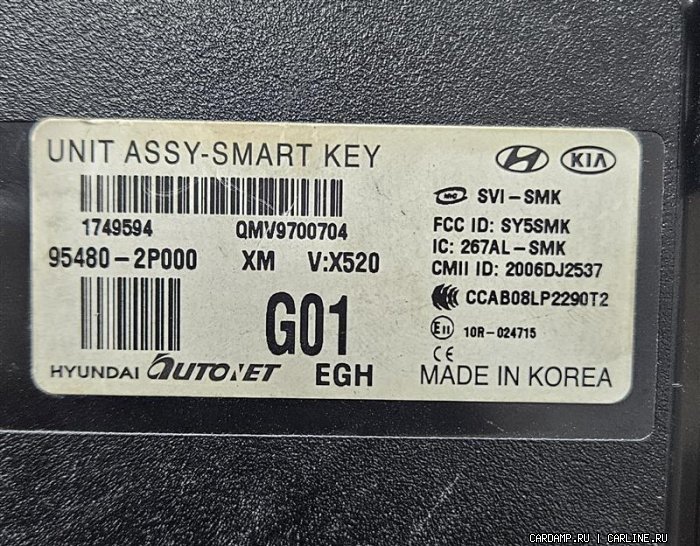 UNIT ASSY-SMART KEY
HYUNDAI KIA
1749594 QMV9700704
95480-2P000 XM V:X520
G01
HYUNDAI AUTONET EGH
SVI-SMK
FCC ID: SY5SMK
IC: 267AL-SMK
CMII ID: 2006DJ2537
CCAB08LP2290T2
E11 10R-024715
CE
MADE IN KOREA
CARDAMP.RU | CARLINE.RU